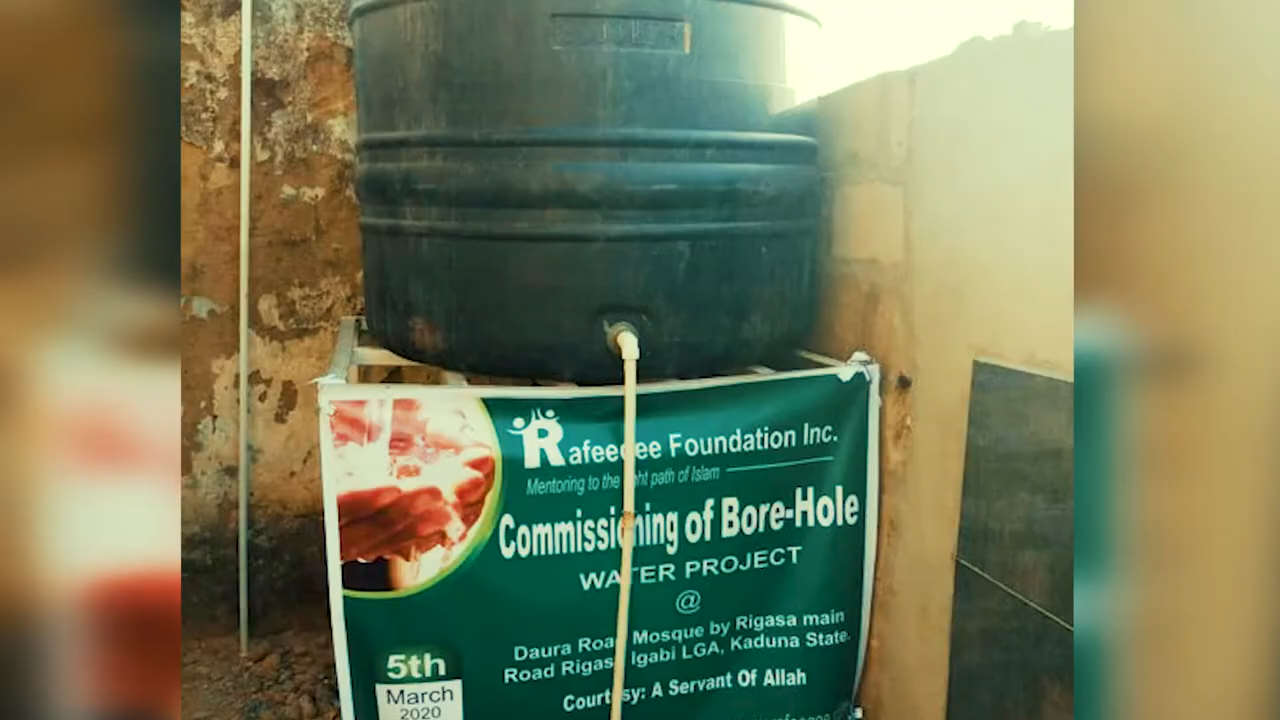 Rafeedee Foundation Inc.
Mentoring to the right path of Islam
Commissioning of Bore-Hole
WATER PROJECT
@
Daura Road Mosque by Rigasa main
Road Rigasa Igabi LGA, Kaduna State.
Courtesy: A Servant Of Allah
5th
March
2020